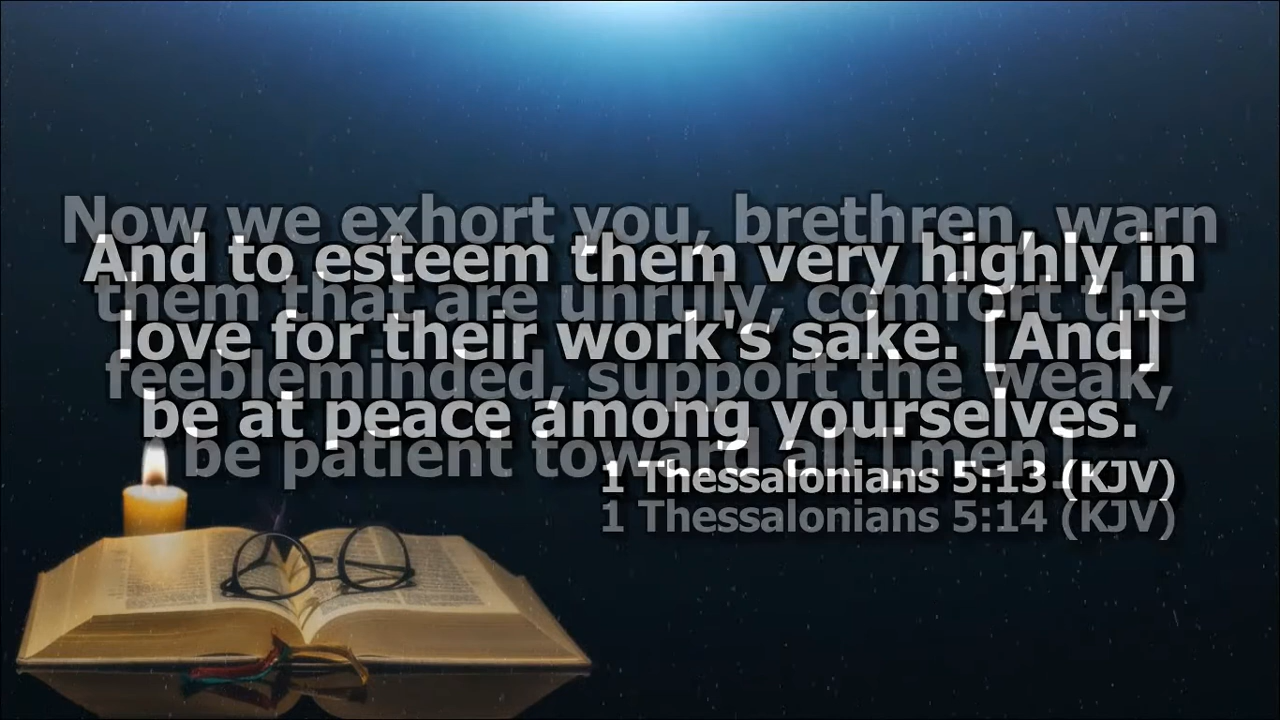 And to esteem them very highly in
love for their work's sake. [And]
be at peace among yourselves.
1 Thessalonians 5:13 (KJV)
Now we exhort you, brethren, warn
them that are unruly, comfort the
feebleminded, support the weak,
be patient toward all [men].
1 Thessalonians 5:14 (KJV)